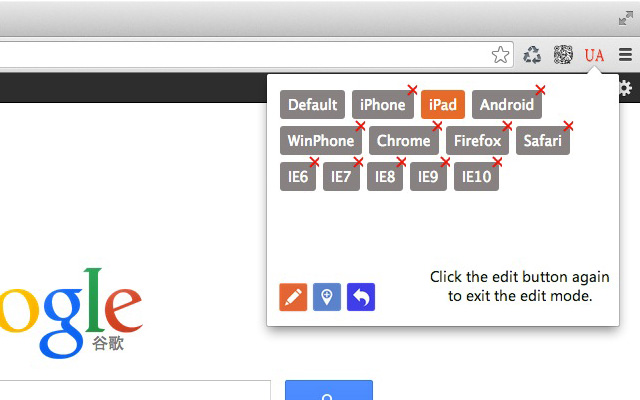 UA
Default iPhone iPad Android
WinPhone Chrome Firefox Safari
IE6 IE7 IE8 IE9 IE10
Click the edit button again
to exit the edit mode.
ogle
谷歌